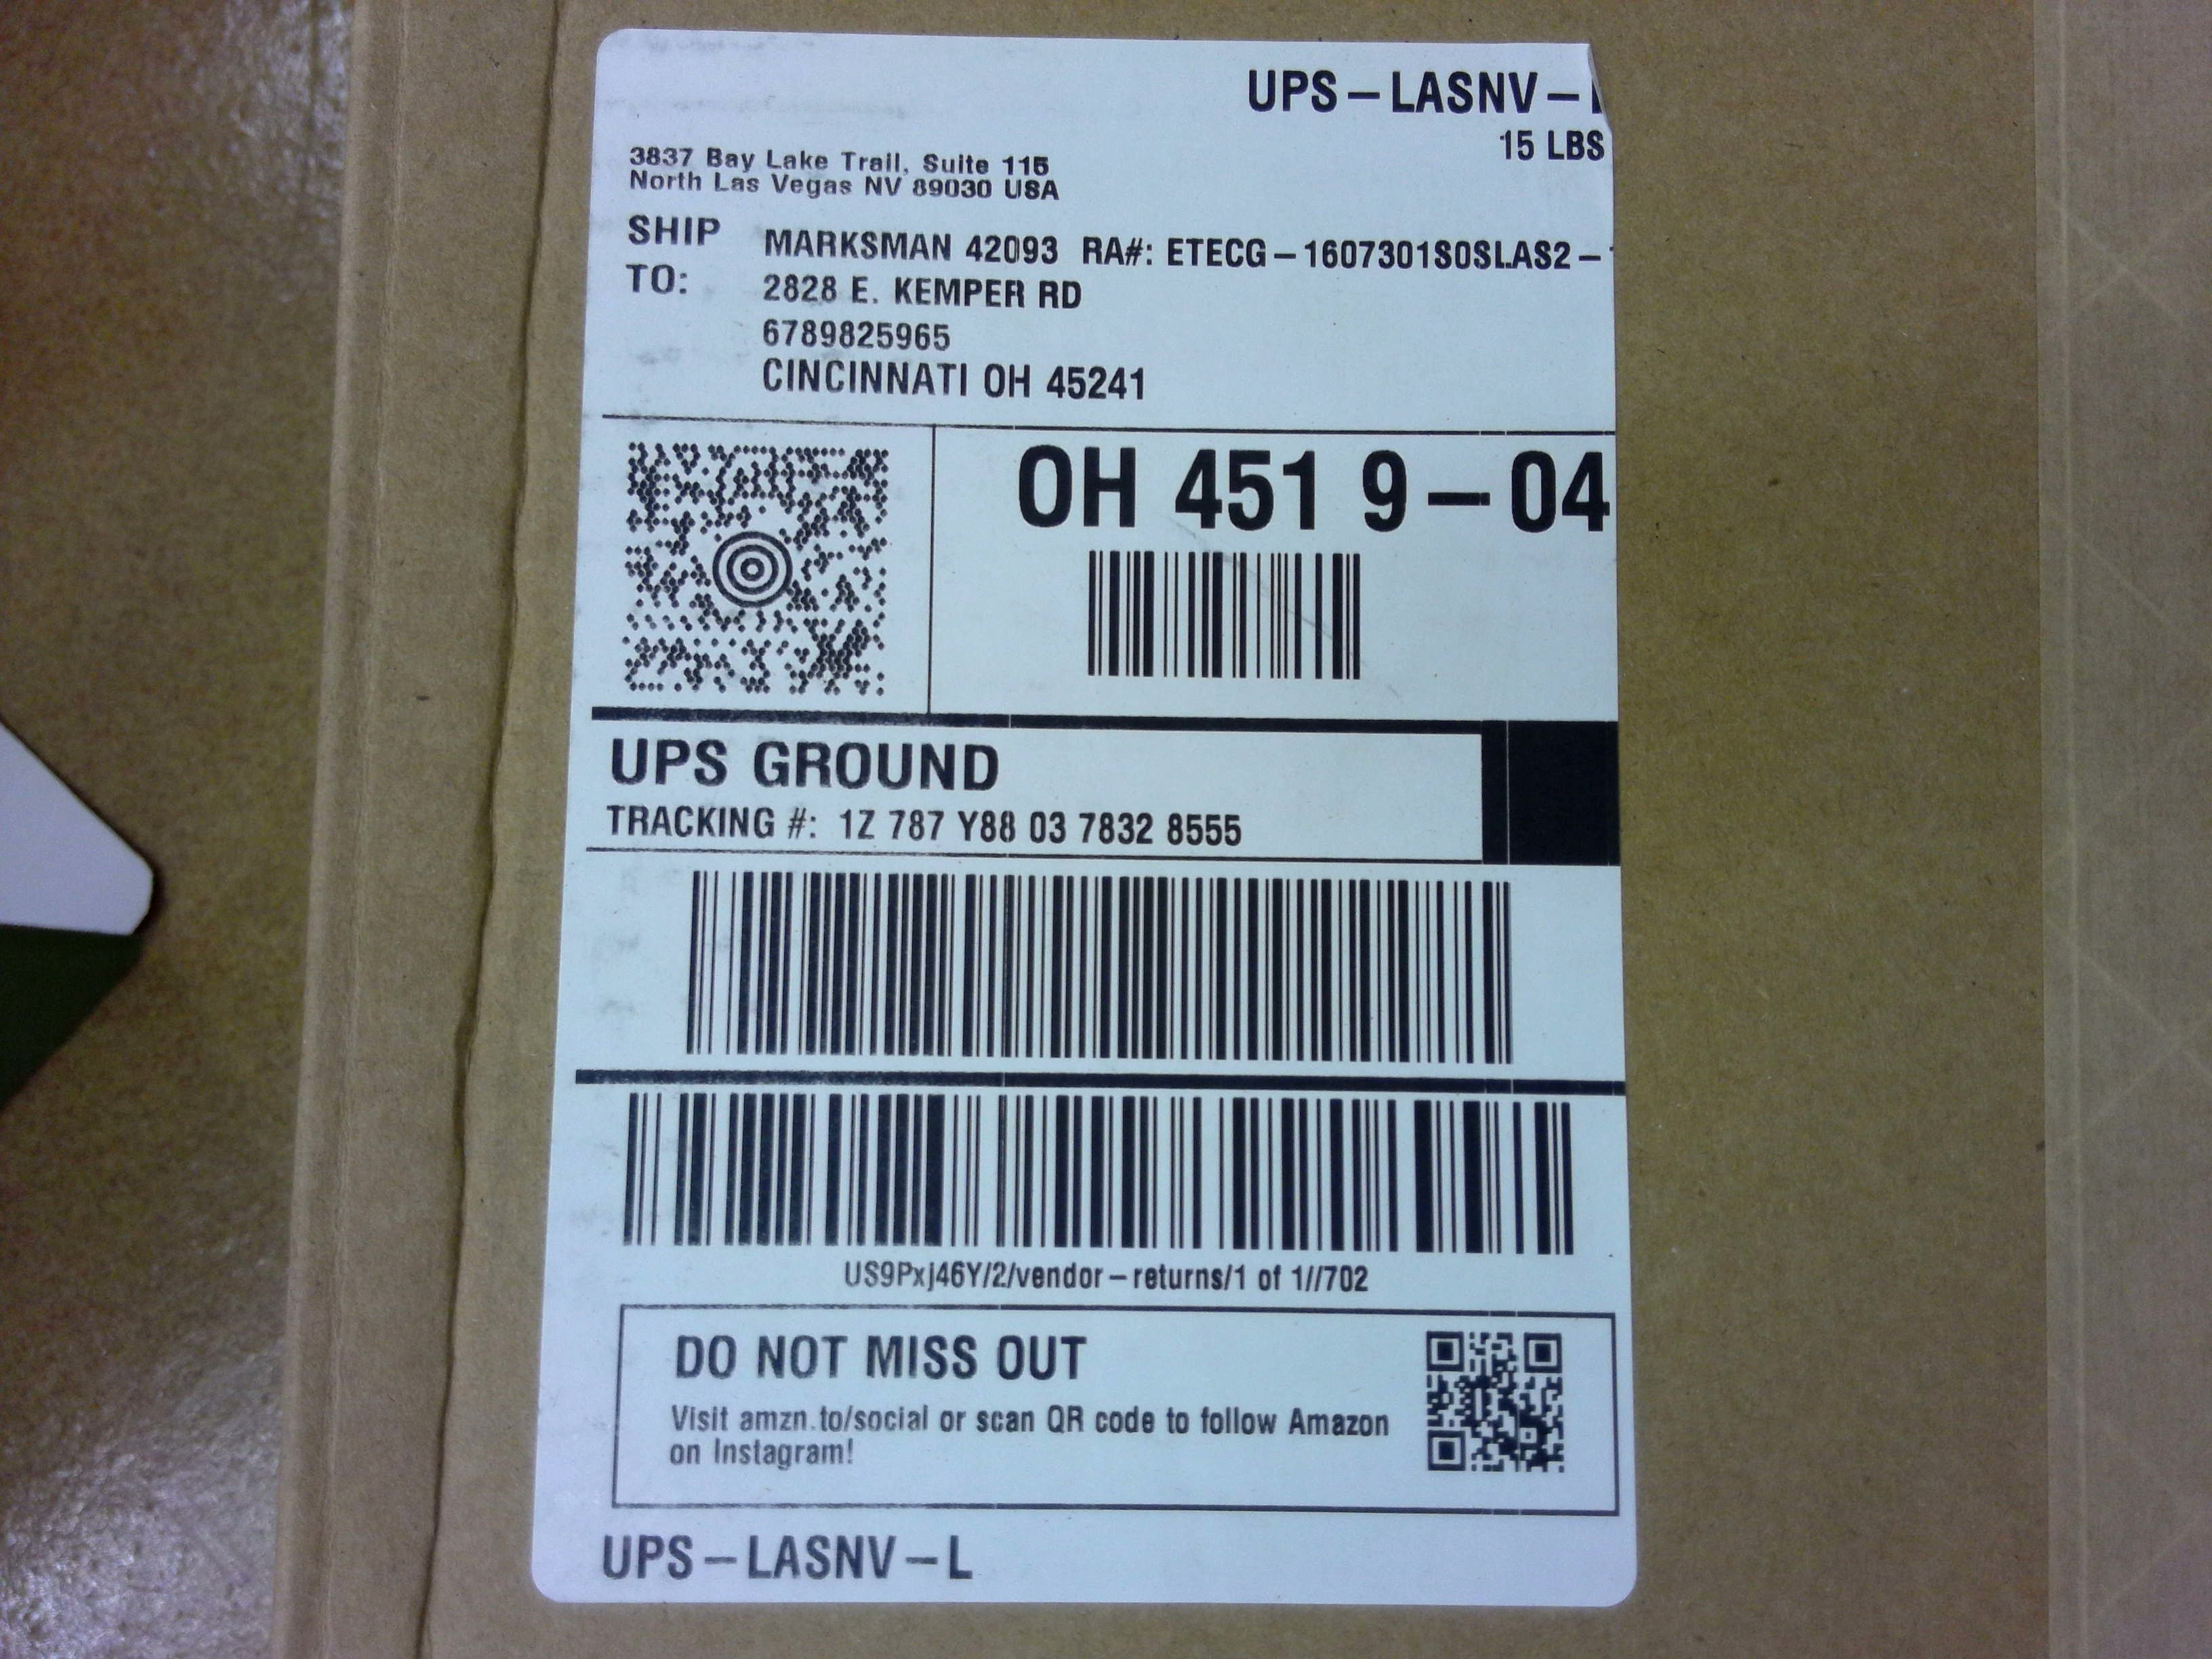 UPS-LASNV-
15 LBS
3837 Bay Lake Trail, Suite 115
North Las Vegas NV 89030 USA
SHIP TO:
MARKSMAN 42093 RA#: ETECG-1607301S0SLAS2-
2828 E. KEMPER RD
6789825965
CINCINNATI OH 45241
OH 451 9-04
UPS GROUND
TRACKING #: 1Z 787 Y88 03 7832 8555
US9Pxj46Y/2/vendor-returns/1 of 1//702
DO NOT MISS OUT
Visit amzn.to/social or scan QR code to follow Amazon
on Instagram!
UPS-LASNV-L